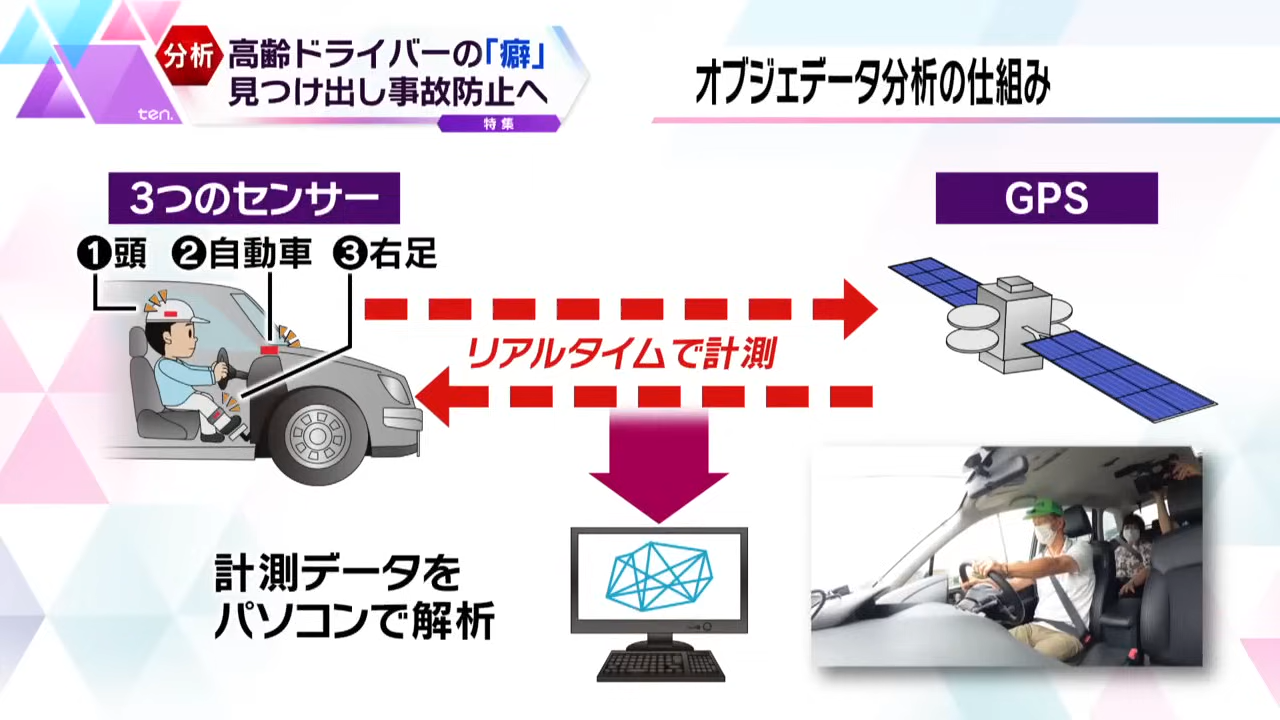 分析
高齢ドライバーの「癖」
見つけ出し事故防止へ
ten.
特集
オブジェデータ分析の仕組み
3つのセンサー
GPS
❶頭 ❷自動車 ❸右足
リアルタイムで計測
計測データを
パソコンで解析